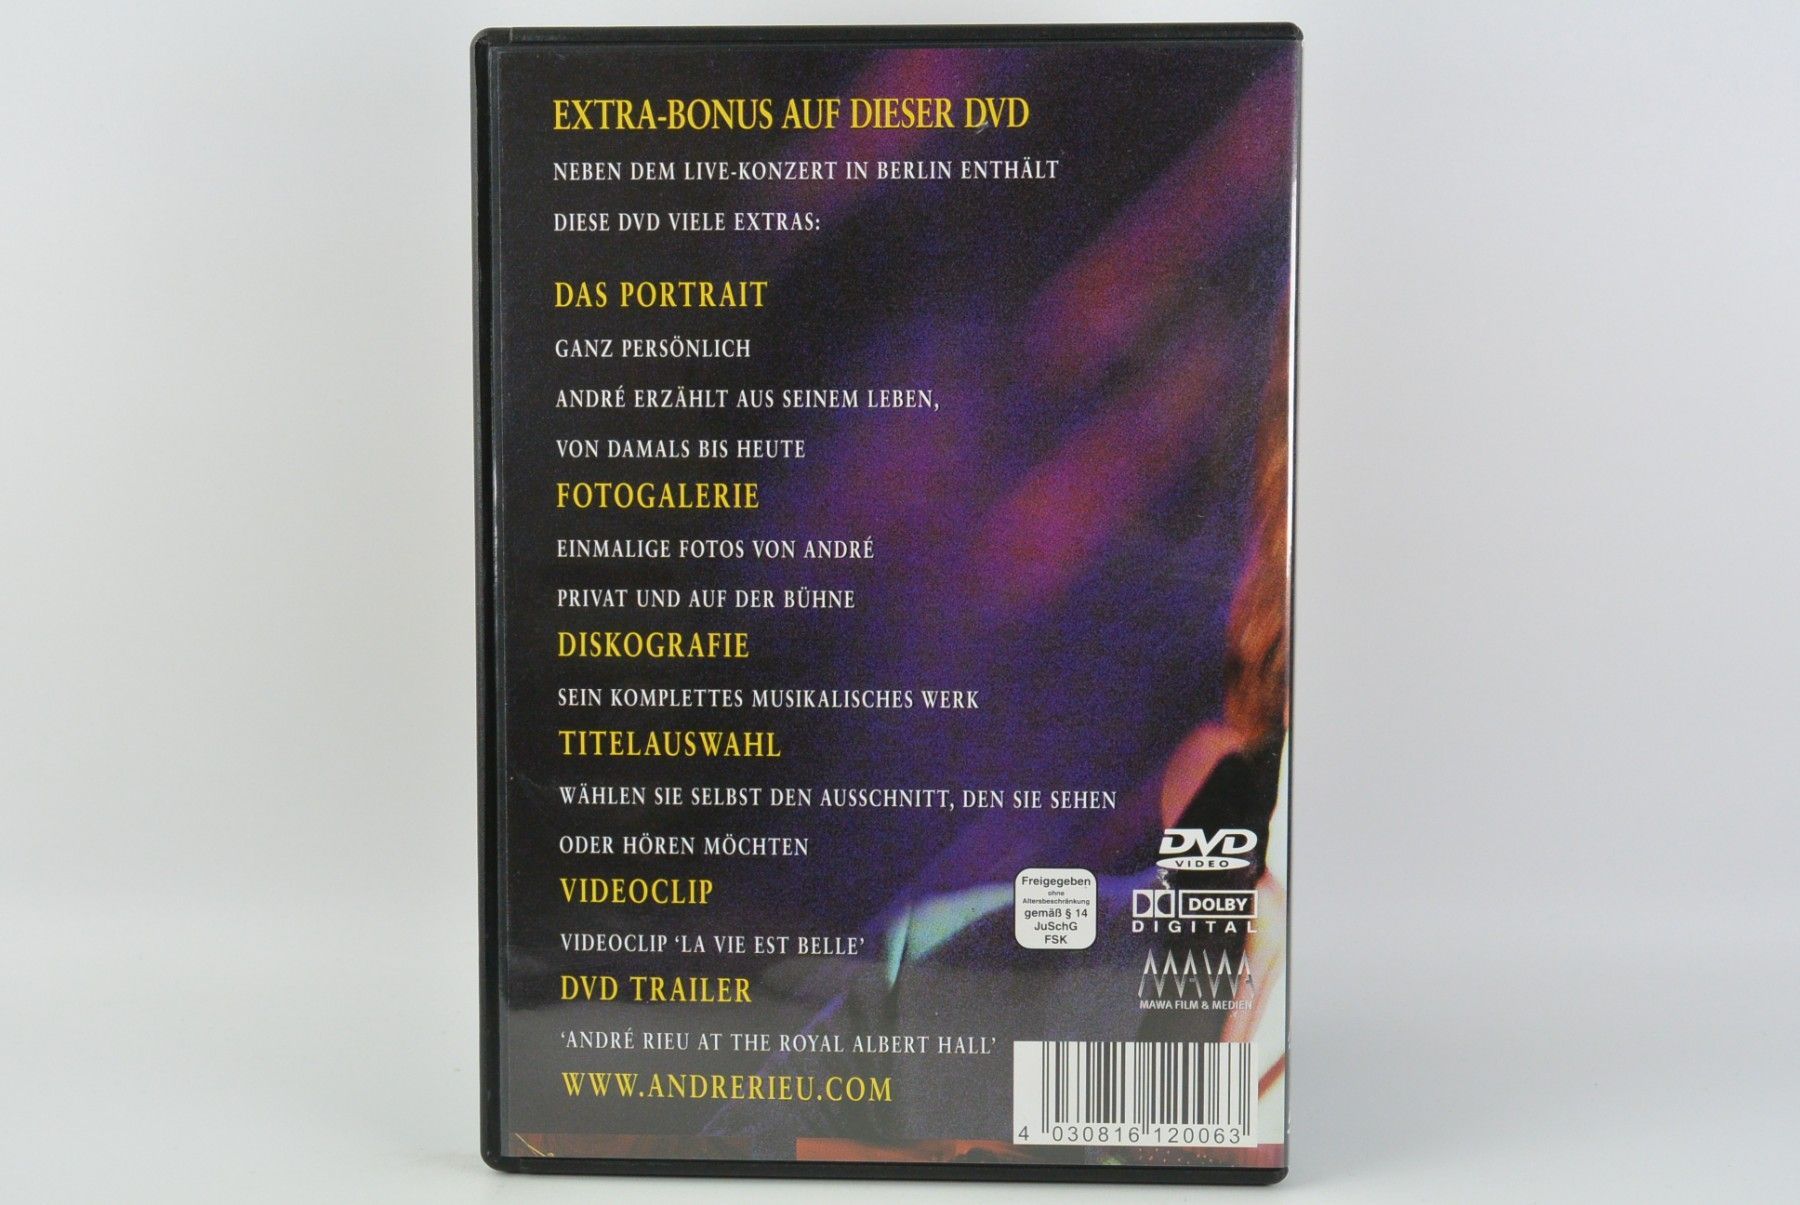 EXTRA-BONUS AUF DIESER DVD
NEBEN DEM LIVE-KONZERT IN BERLIN ENTHÄLT
DIESE DVD VIELE EXTRAS:
DAS PORTRAIT
GANZ PERSÖNLICH
ANDRÉ ERZÄHLT AUS SEINEM LEBEN,
VON DAMALS BIS HEUTE
FOTOGALERIE
EINMALIGE FOTOS VON ANDRÉ
PRIVAT UND AUF DER BÜHNE
DISKOGRAFIE
SEIN KOMPLETTES MUSIKALISCHES WERK
TITELAUSWAHL
WÄHLEN SIE SELBST DEN AUSSCHNITT, DEN SIE SEHEN
ODER HÖREN MÖCHTEN
VIDEOCLIP
VIDEOCLIP ‘LA VIE EST BELLE’
DVD TRAILER
‘ANDRÉ RIEU AT THE ROYAL ALBERT HALL’
WWW.ANDRERIEU.COM
Freigegeben
ohne
Altersbeschränkung
gemäß § 14
JuSchG
FSK
DVD
VIDEO
DOLBY
DIGITAL
MAWA
MAWA FILM & MEDIEN
4 030816 120063